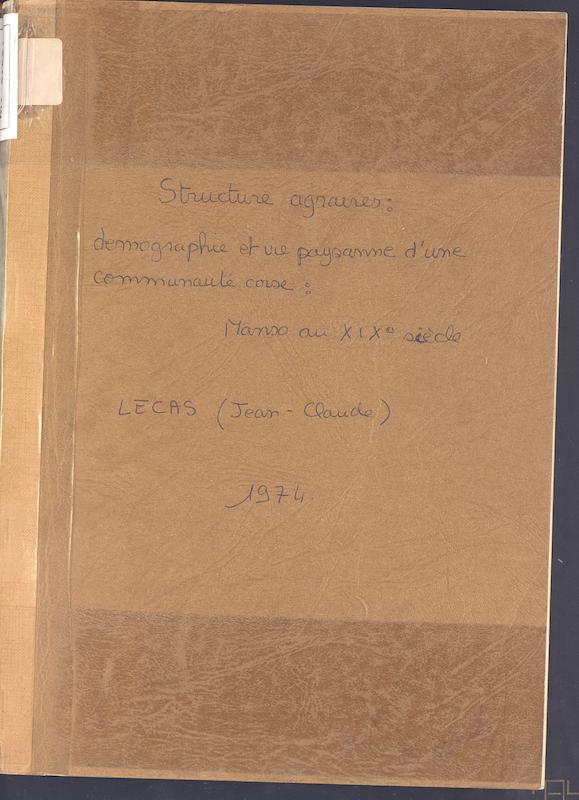 Structure agraires:
demographie et vie paysanne d'une
communauté corse :
Manso au XIXe siècle
LECAS (Jean-Claude)
1974